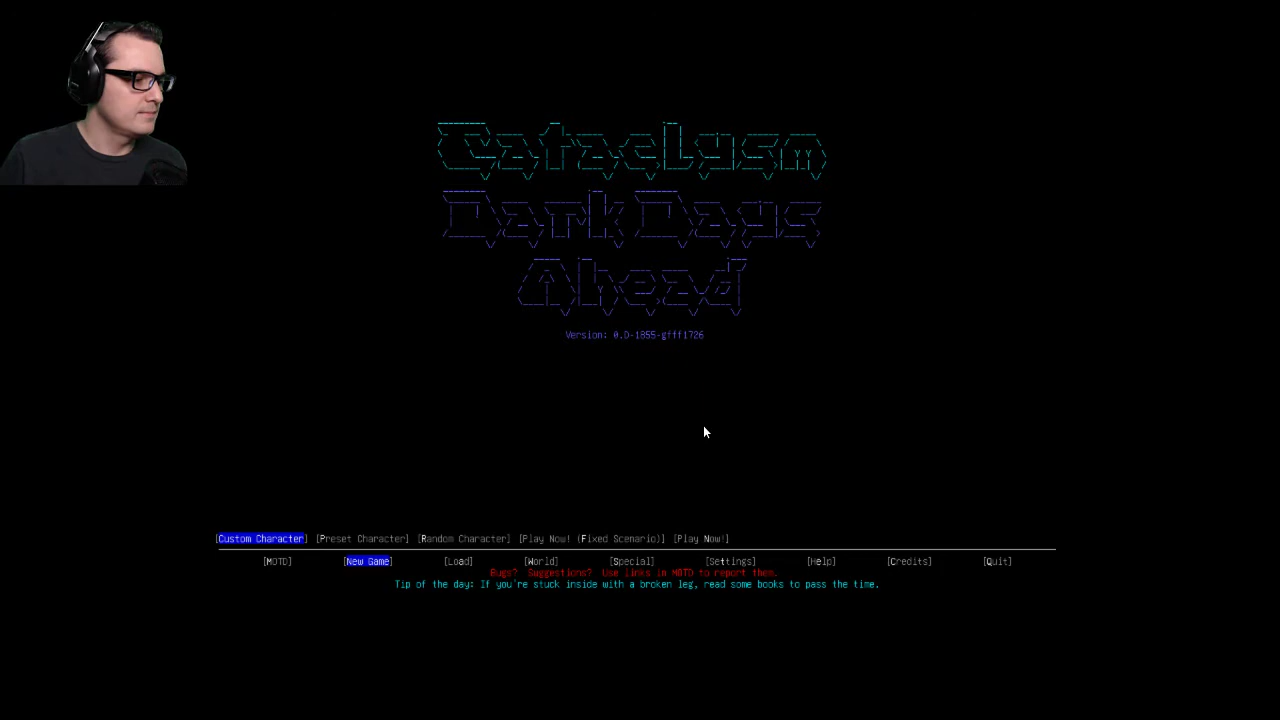 Cataclysm
Dark Days
Ahead
Version: 0.D-1855-gfff1726
[Custom Character] [Preset Character] [Random Character] [Play Now! (Fixed Scenario)] [Play Now!]
[MOTD] [New Game] [Load] [World] [Special] [Settings] [Help] [Credits] [Quit]
Bugs? Suggestions? Use links in MOTD to report them.
Tip of the day: If you're stuck inside with a broken leg, read some books to pass the time.